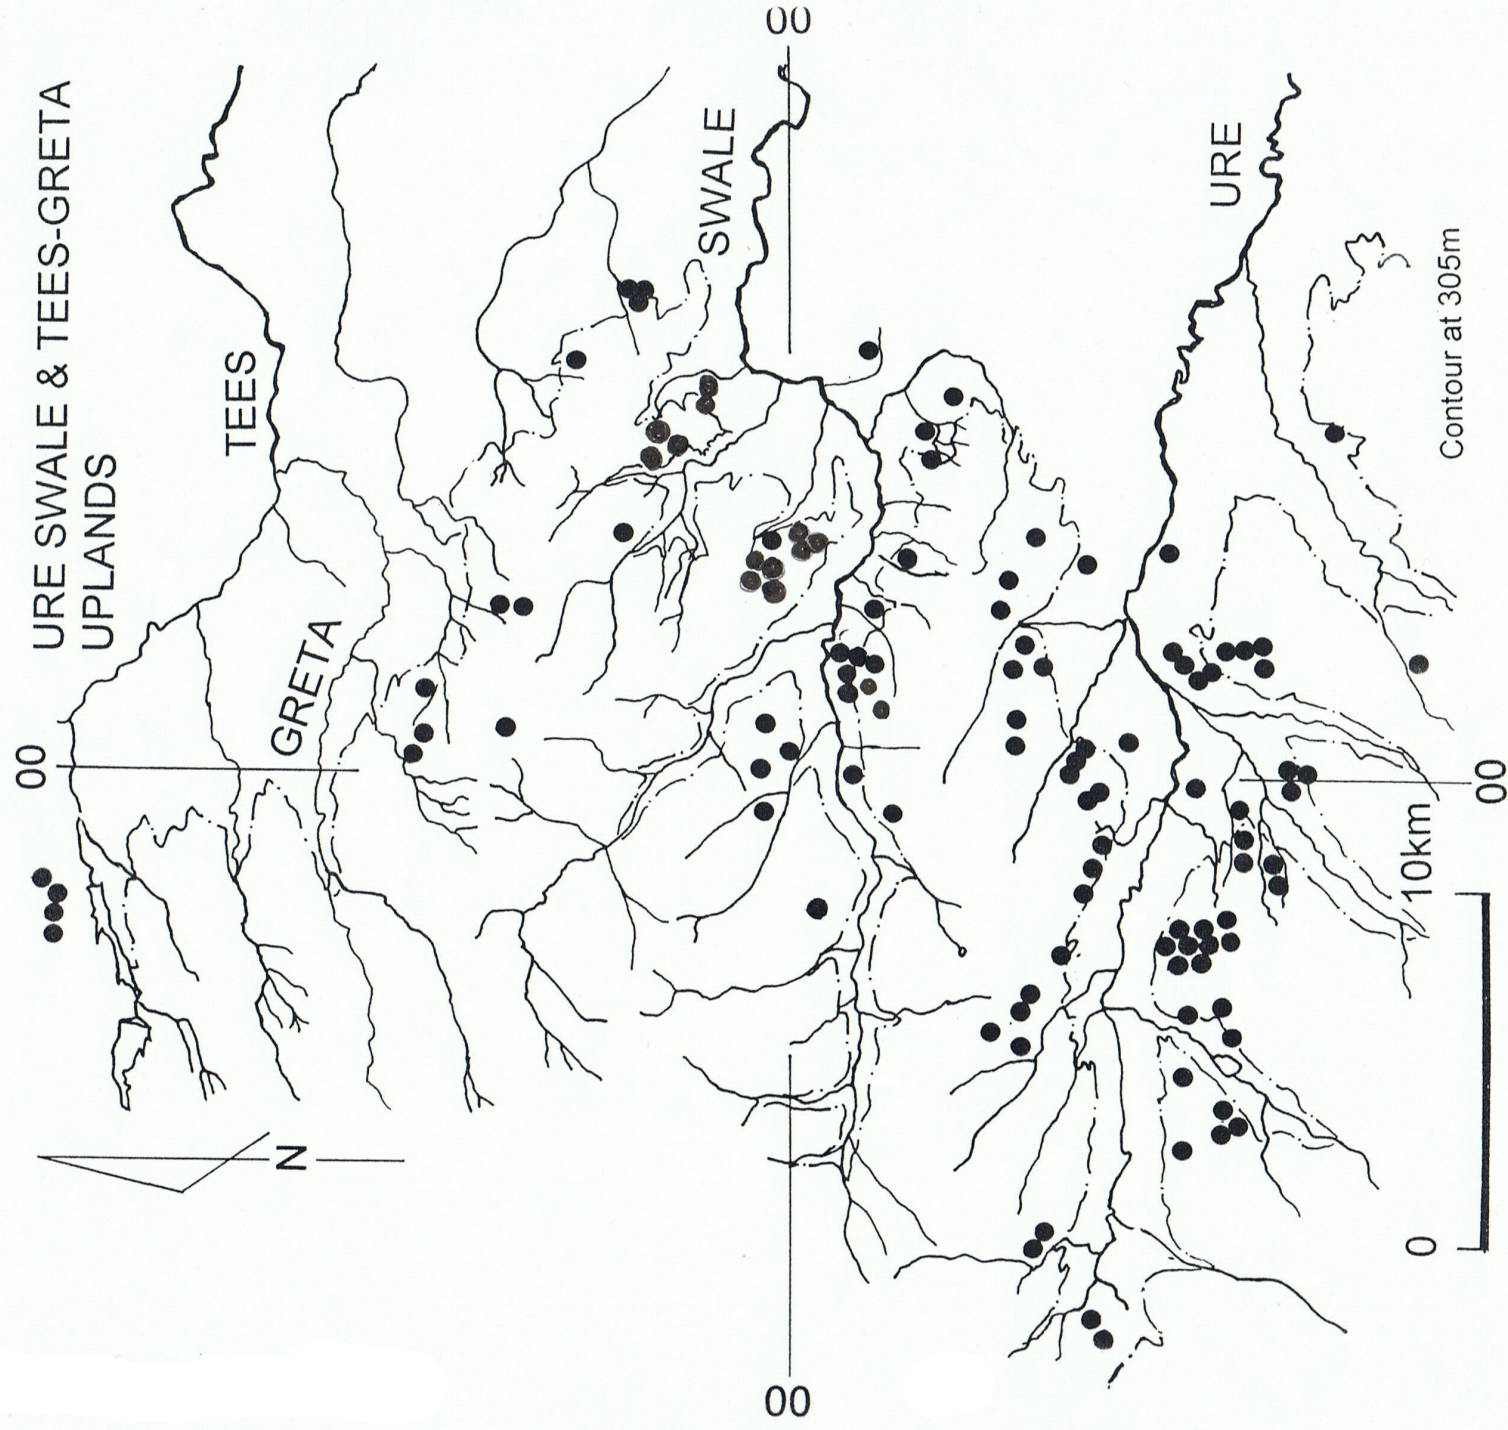 URE SWALE & TEES-GRETA
UPLANDS
TEES
GRETA
SWALE
URE
00
00
00
00
N
Contour at 305m
0
10km